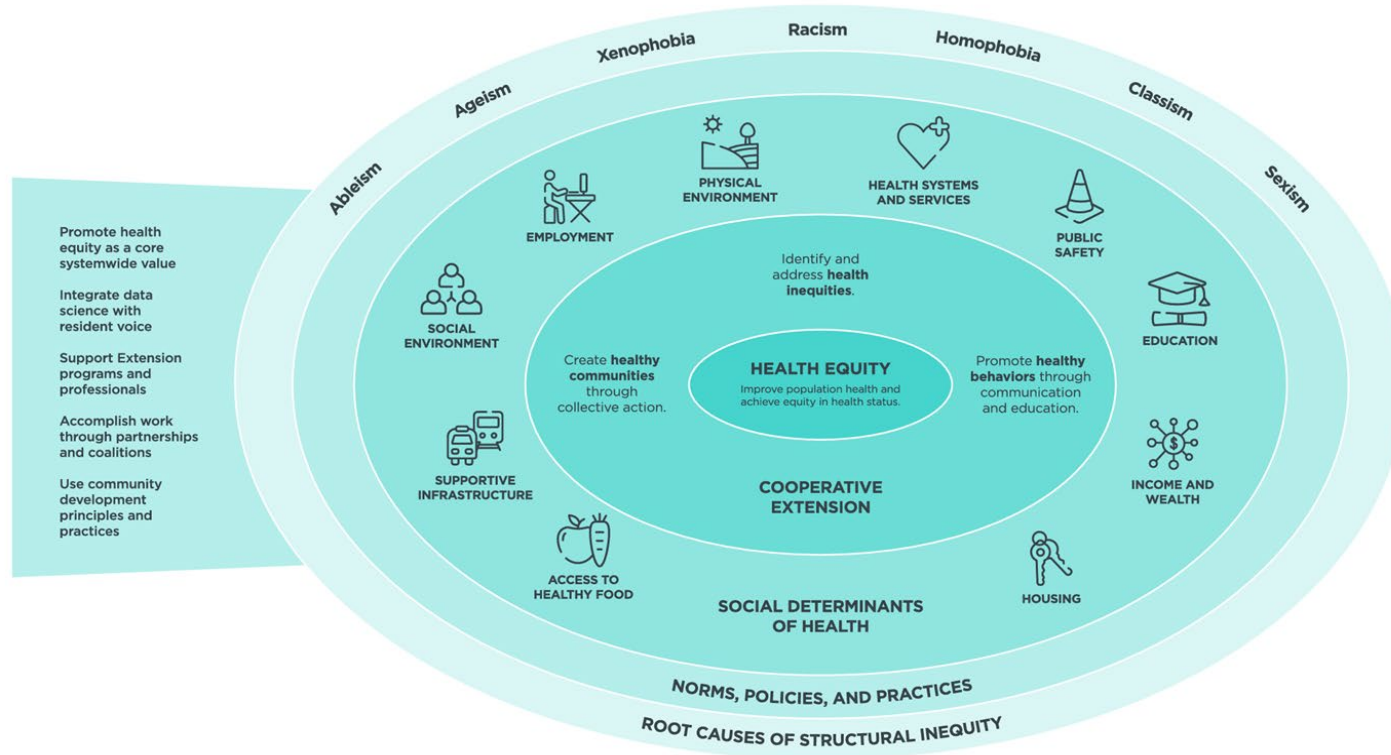 Ableism
Ageism
Xenophobia
Racism
Homophobia
Classism
Sexism
Promote health
equity as a core
systemwide value
Integrate data
science with
resident voice
Support Extension
programs and
professionals
Accomplish work
through partnerships
and coalitions
Use community
development
principles and
practices
PHYSICAL
ENVIRONMENT
HEALTH SYSTEMS
AND SERVICES
EMPLOYMENT
PUBLIC
SAFETY
SOCIAL
ENVIRONMENT
EDUCATION
SUPPORTIVE
INFRASTRUCTURE
INCOME AND
WEALTH
ACCESS TO
HEALTHY FOOD
HOUSING
Identify and
address health
inequities.
Create healthy
communities
through
collective action.
HEALTH EQUITY
Improve population health and
achieve equity in health status.
Promote healthy
behaviors through
communication
and education.
$
COOPERATIVE
EXTENSION
SOCIAL DETERMINANTS
OF HEALTH
NORMS, POLICIES, AND PRACTICES
ROOT CAUSES OF STRUCTURAL INEQUITY